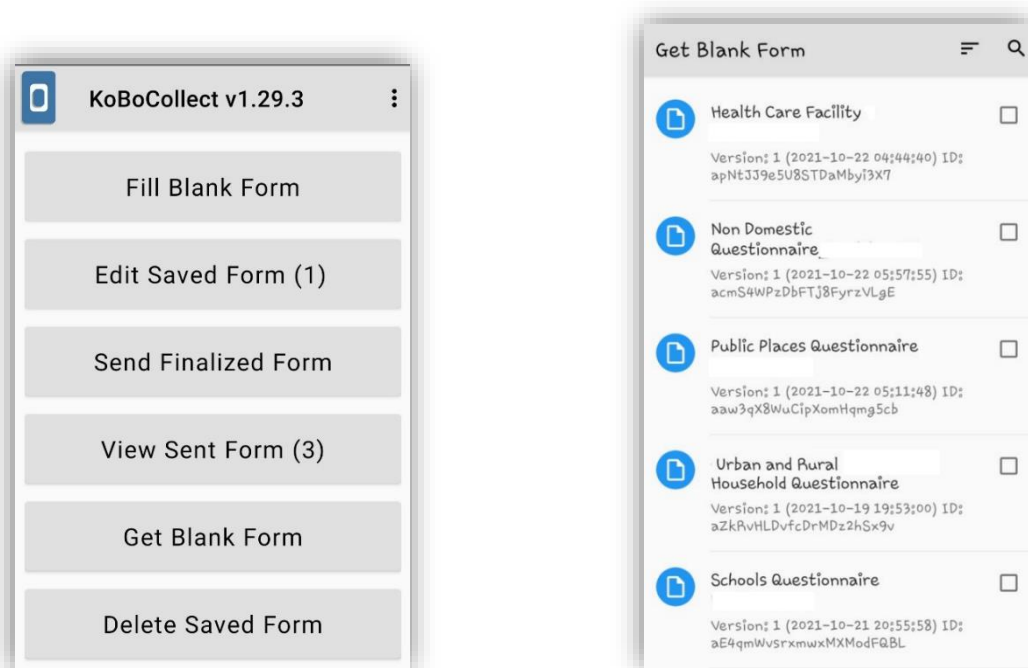 KoBoCollect v1.29.3
Fill Blank Form
Edit Saved Form (1)
Send Finalized Form
View Sent Form (3)
Get Blank Form
Delete Saved Form
Get Blank Form
Health Care Facility
Version: 1 (2021-10-22 04:44:40) ID:
apNtJJ9e5U8STDaMbyi3X7
Non Domestic
Questionnaire_
Version: 1 (2021-10-22 05:57:55) ID:
acmS4WPzDbFTj8FyrzVLgE
Public Places Questionnaire
Version: 1 (2021-10-22 05:11:48) ID:
aaw3qX8WuCipXomHqmg5cb
Urban and Rural
Household Questionnaire
Version: 1 (2021-10-19 19:53:00) ID:
aZkRvHLDvfcDrMDz2hSx9v
Schools Questionnaire
Version: 1 (2021-10-21 20:55:58) ID:
aE4qmWvsrxmwxMXModFQBL